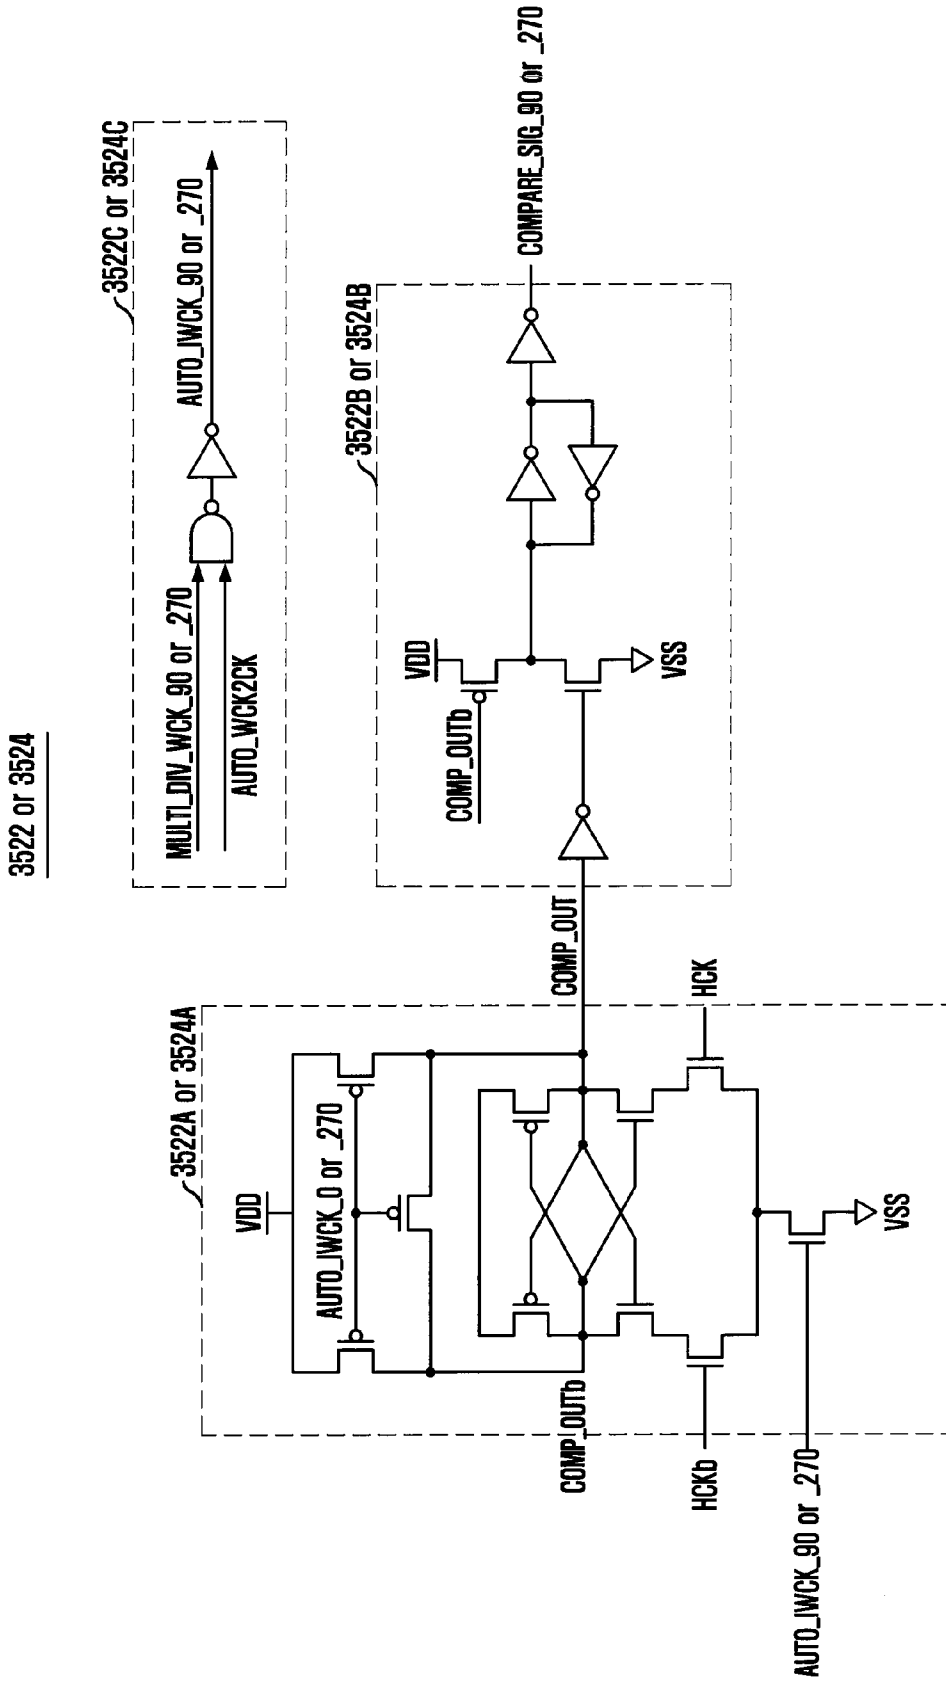 3522 or 3524
3522C or 3524C
MULTI_DIV_WCK_90 or _270
AUTO_WCK2CK
AUTO_IWCK_90 or _270
3522A or 3524A
VDD
AUTO_IWCK_0 or _270
COMP_OUTb
COMP_OUT
HCKb
HCK
AUTO_IWCK_90 or _270
VSS
3522B or 3524B
VDD
COMP_OUTb
VSS
COMPARE_SIG_90 or _270